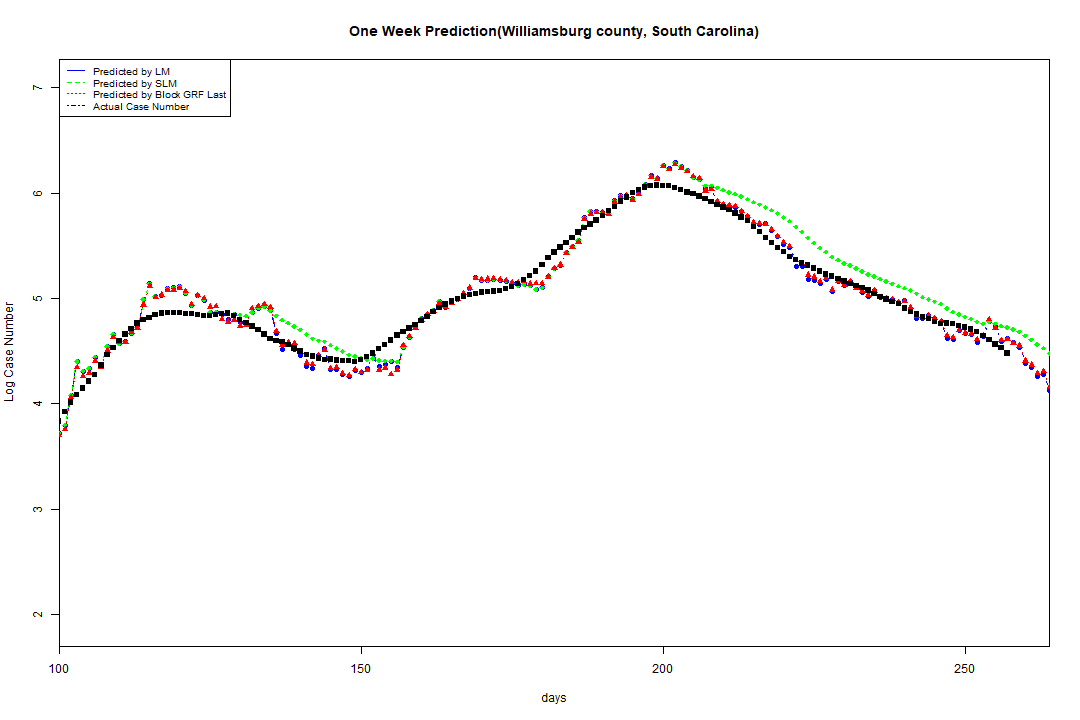 One Week Prediction(Williamsburg county, South Carolina)
Predicted by LM
Predicted by SLM
Predicted by Block GRF Last
Actual Case Number
7
6
5
4
3
2
Log Case Number
100 150 200 250
days